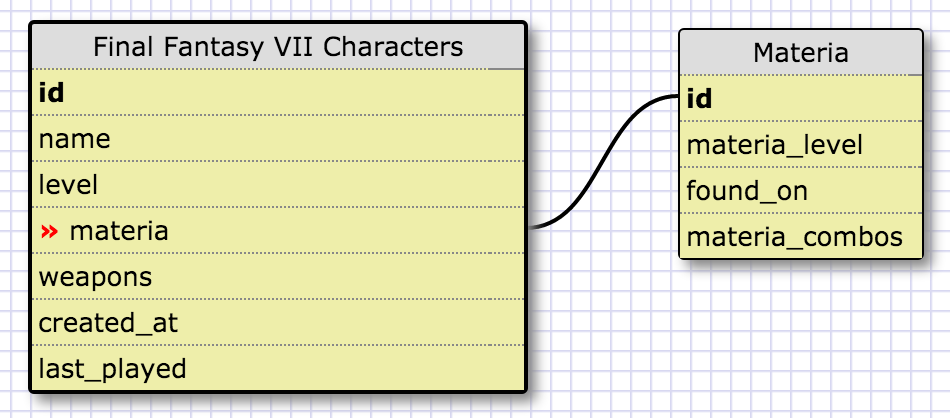 Final Fantasy VII Characters
id
name
level
» materia
weapons
created_at
last_played
Materia
id
materia_level
found_on
materia_combos